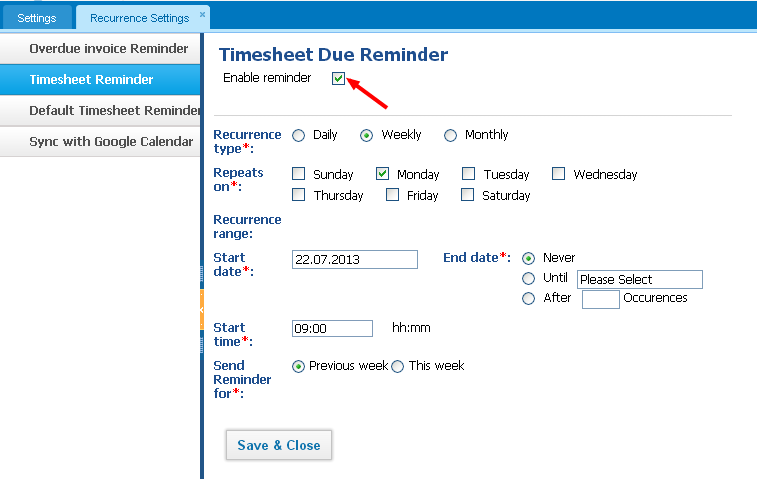 Settings
Recurrence Settings
Overdue invoice Reminder
Timesheet Reminder
Default Timesheet Reminder
Sync with Google Calendar
Timesheet Due Reminder
Enable reminder
Recurrence type*:
Daily
Weekly
Monthly
Repeats on*:
Sunday
Monday
Tuesday
Wednesday
Thursday
Friday
Saturday
Recurrence range:
Start date*:
22.07.2013
End date*:
Never
Until
Please Select
After
Occurences
Start time*:
09:00
hh:mm
Send Reminder for*:
Previous week
This week
Save & Close